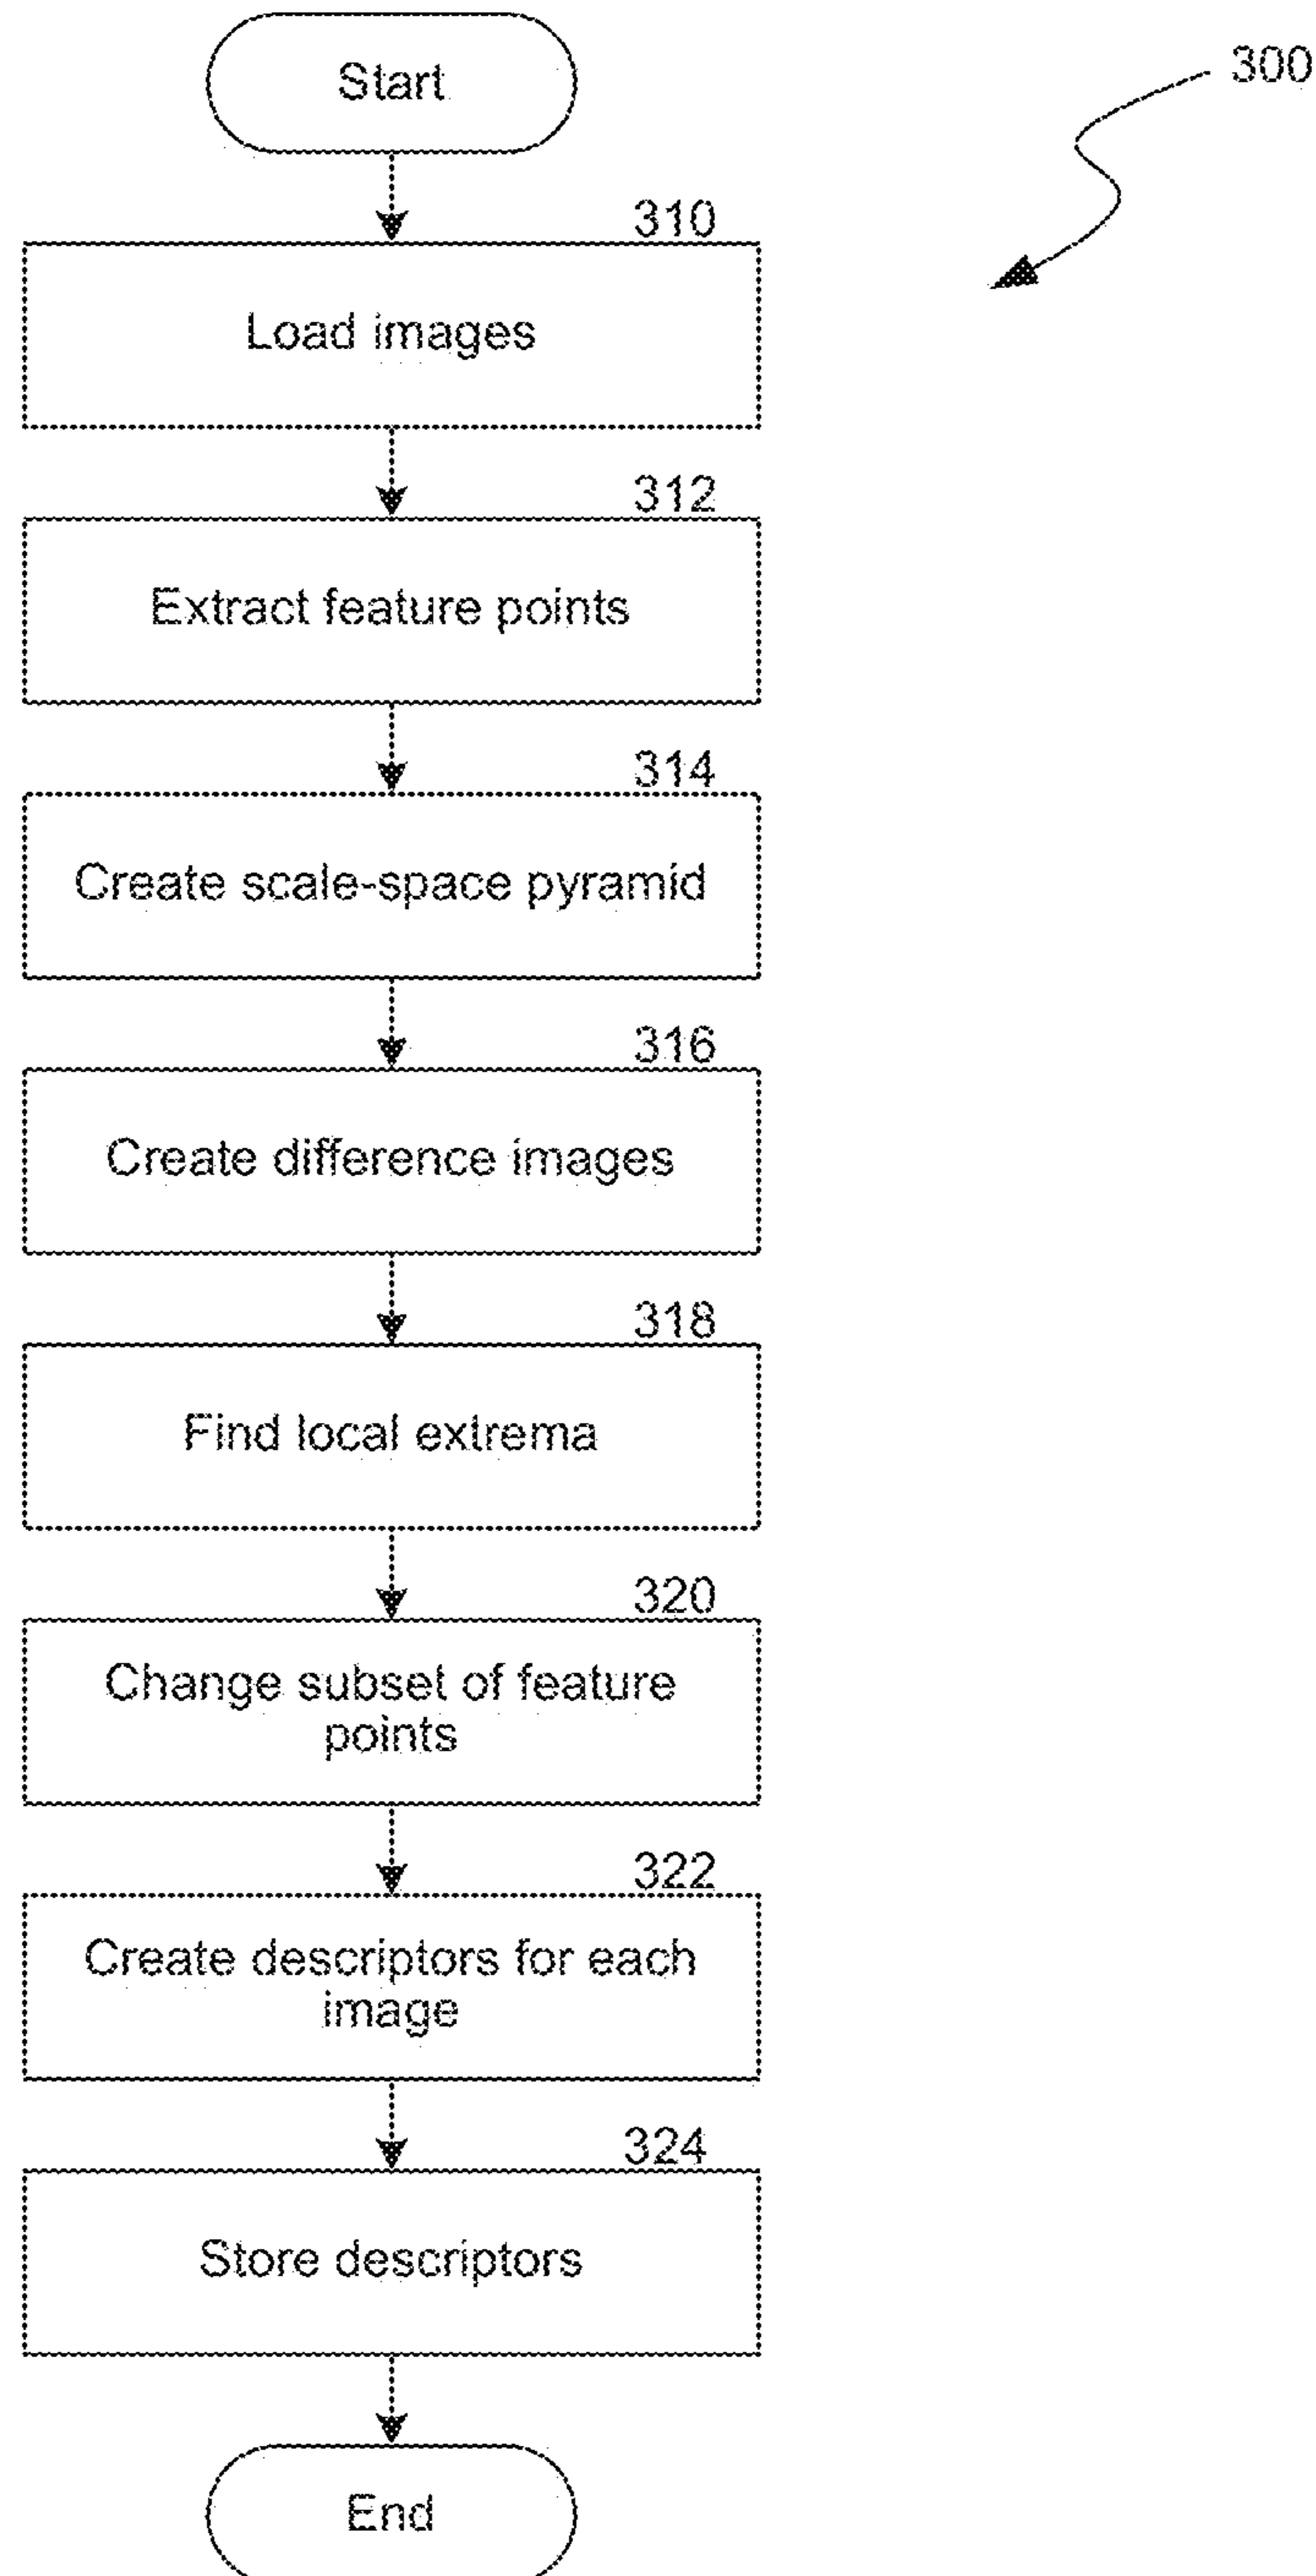 Start
300
310
Load images
312
Extract feature points
314
Create scale-space pyramid
316
Create difference images
318
Find local extrema
320
Change subset of feature
points
322
Create descriptors for each
image
324
Store descriptors
End